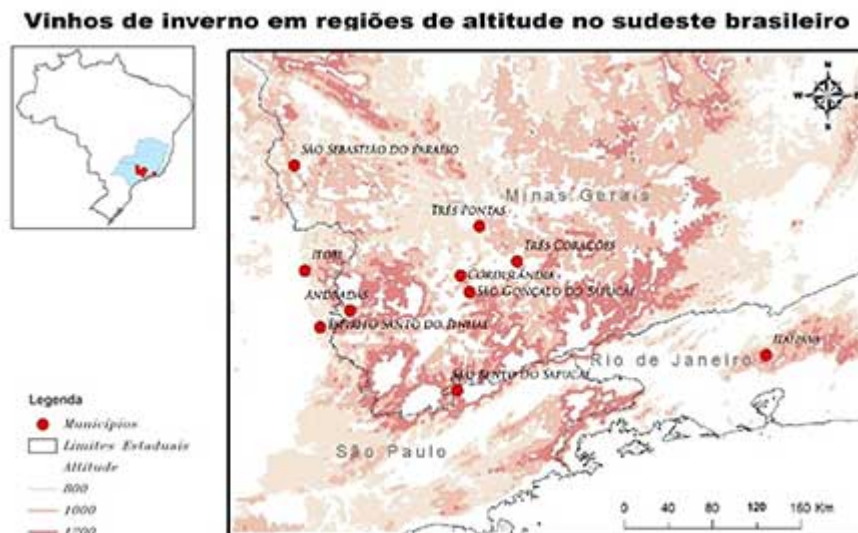 Vinhos de inverno em regiões de altitude no sudeste brasileiro
N
W E
S
SÃO SEBASTIÃO DO PARAÍSO
Minas Gerais
TRÊS PONTAS
TRÊS CORAÇÕES
ITOBI
CORDISLÂNDIA
SÃO GONÇALO DO SAPUCAÍ
ANDRADAS
ESPÍRITO SANTO DO PINHAL
Rio de Janeiro
SÃO BENTO DO SAPUCAÍ
São Paulo
Legenda
Municípios
Limites Estaduais
Altitude
800
1000
1200
0 40 80 120 160 Km